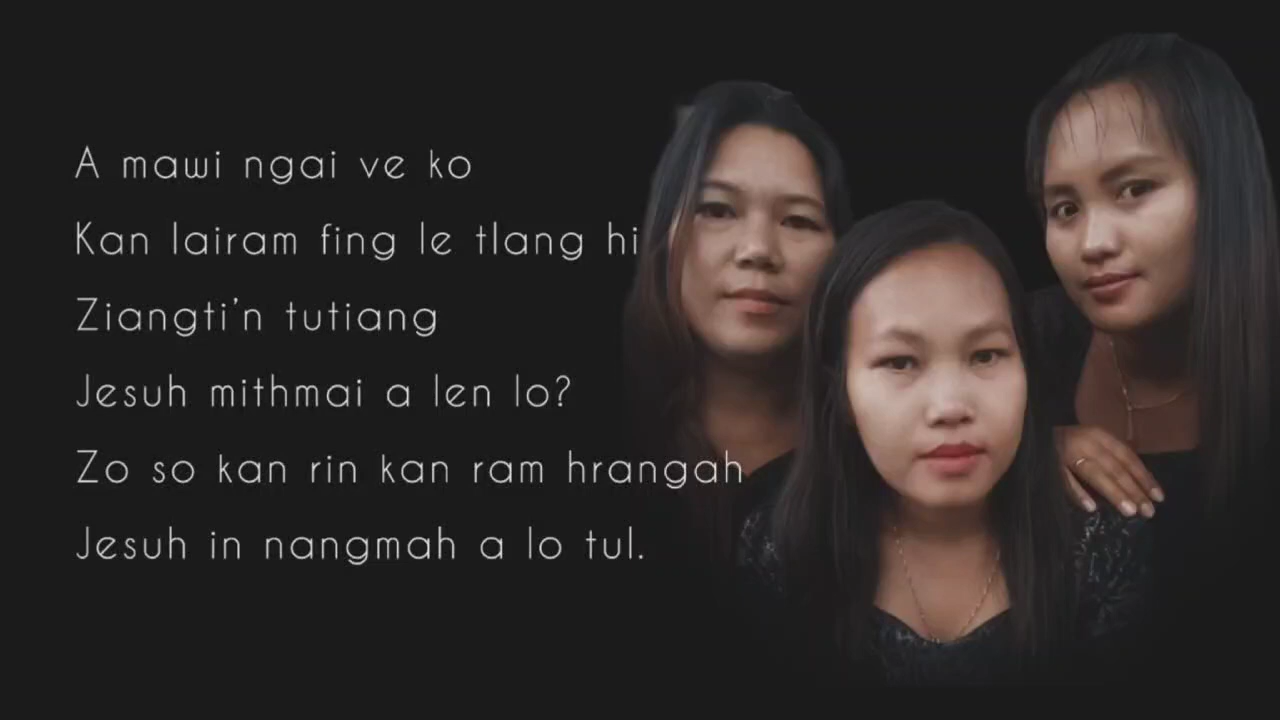 A mawi ngai ve ko
Kan lairam fing le tlang hi
Ziangti'n tutiang
Jesuh mithmai a len lo?
Zo so kan rin kan ram hrangah
Jesuh in nangmah a lo tul.